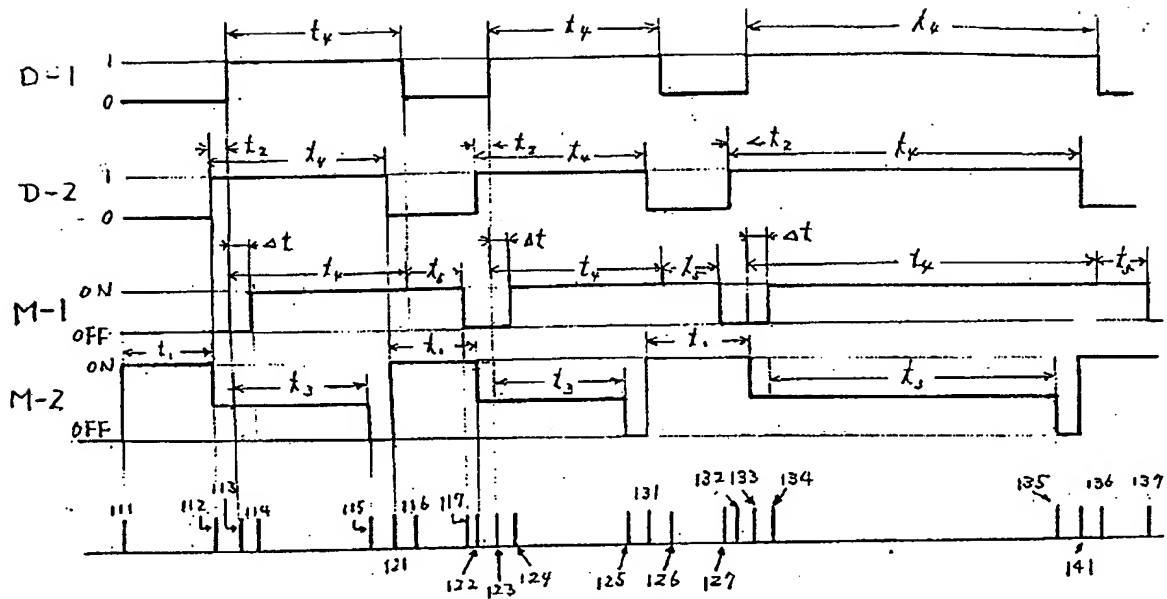 t₄ t₄ t₄
D-1 1
0
t₂ t₄ t₂ t₄ t₂ t₄
D-2 1
0
Δt Δt Δt
t₄ t₅ t₄ t₅ t₄ t₅
M-1 ON
OFF
t₁ t₁ t₁
M-2 ON
t₃ t₃ t₃
OFF
111 112 113 114 115 116 117 131 132 133 134 135 136 137
121 122 123 124 125 126 127 141